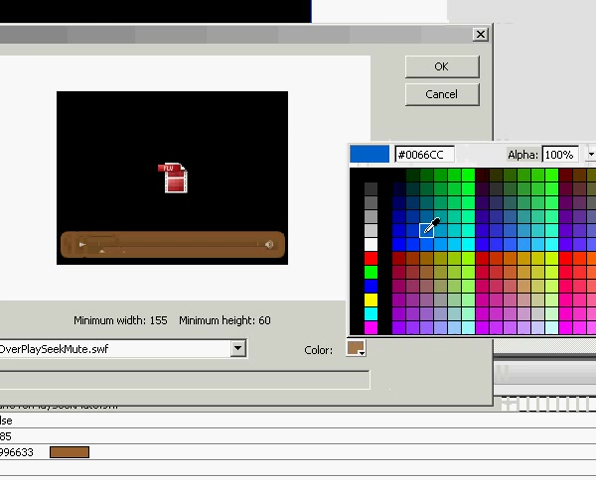 OK
Cancel
#0066CC
Alpha: 100%
FLV
Minimum width: 155 Minimum height: 60
OverPlaySeekMute.swf
Color:
lse
85
996633